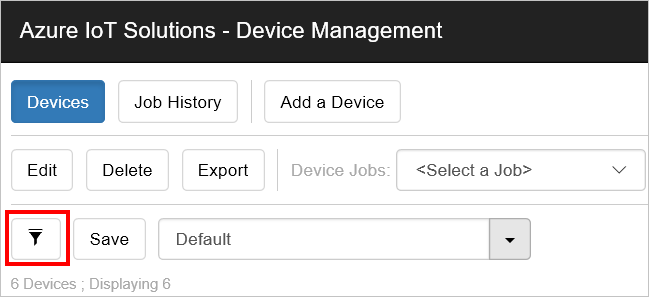 Azure IoT Solutions - Device Management
Devices Job History Add a Device
Edit Delete Export Device Jobs: <Select a Job>
Save Default
6 Devices ; Displaying 6